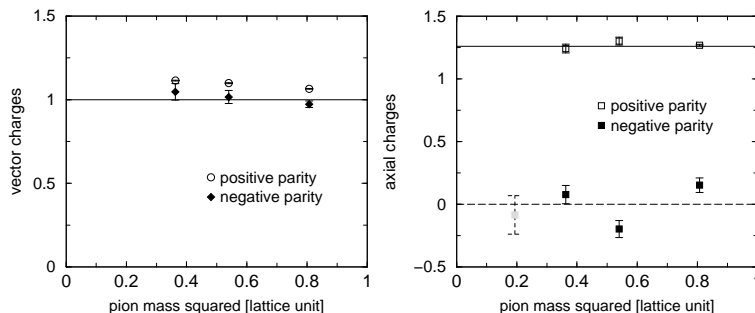 1.5
1
0.5
0
0
0.2
0.4
0.6
0.8
1
vector charges
positive parity
negative parity
pion mass squared [lattice unit]
1.5
1
0.5
0
−0.5
0
0.2
0.4
0.6
0.8
1
axial charges
positive parity
negative parity
pion mass squared [lattice unit]